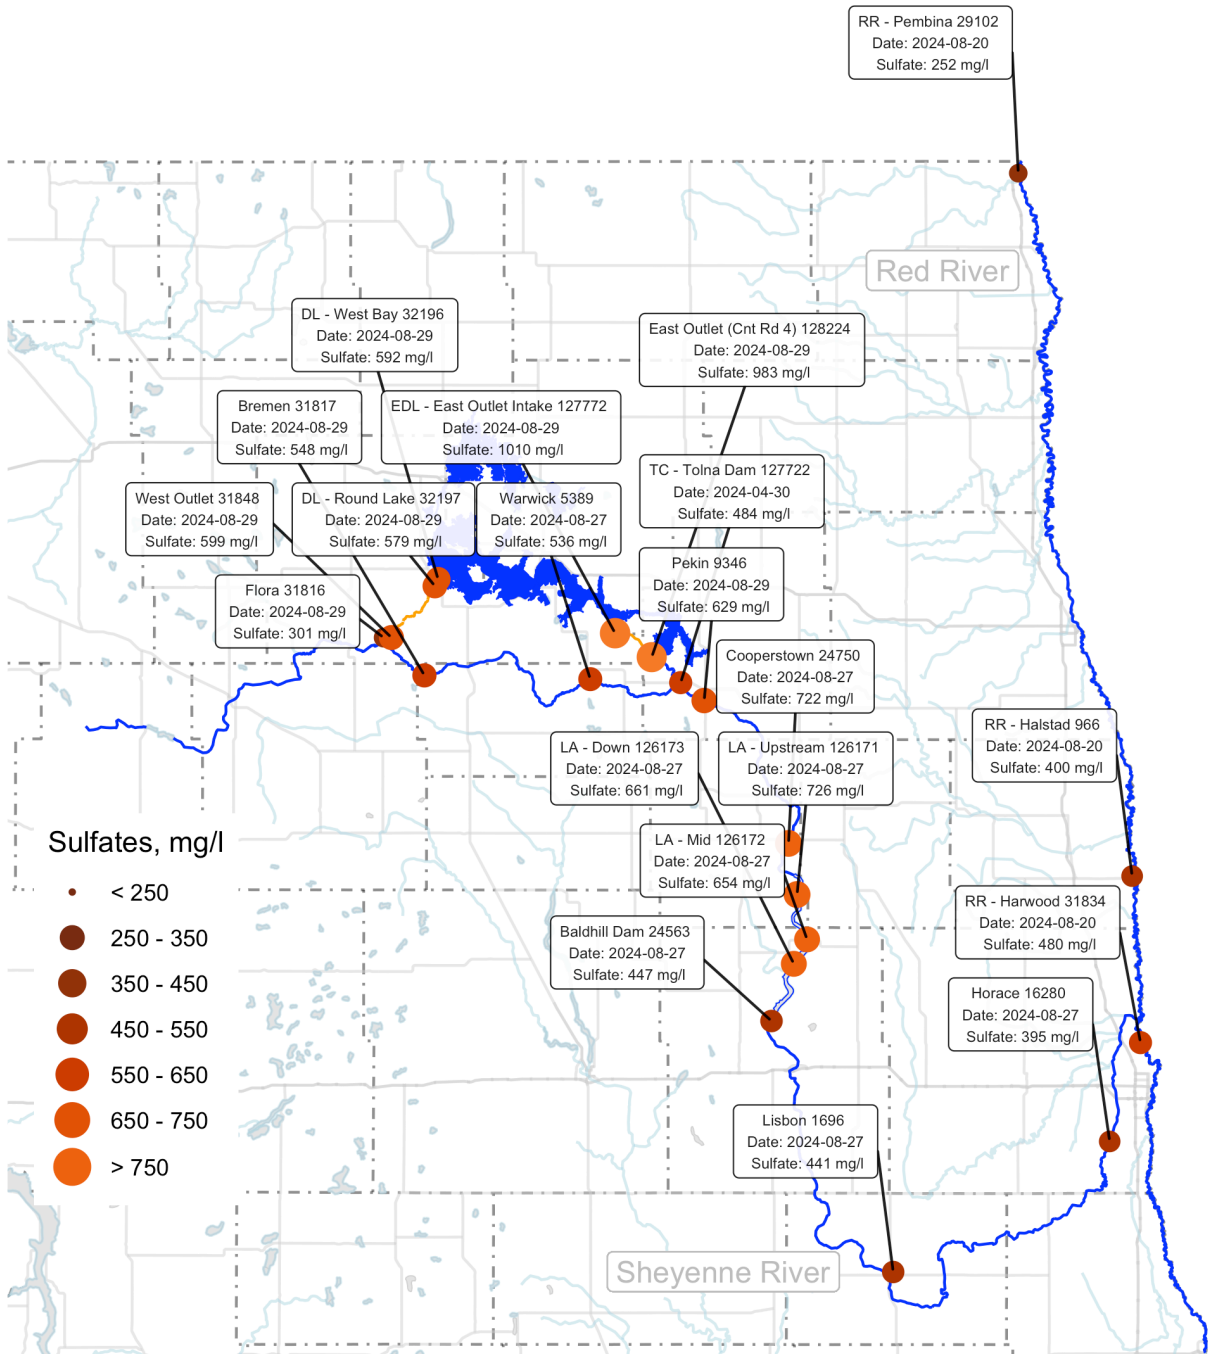 RR - Pembina 29102
Date: 2024-08-20
Sulfate: 252 mg/l
Red River
DL - West Bay 32196
Date: 2024-08-29
Sulfate: 592 mg/l
East Outlet (Cnt Rd 4) 128224
Date: 2024-08-29
Sulfate: 983 mg/l
Bremen 31817
Date: 2024-08-29
Sulfate: 548 mg/l
EDL - East Outlet Intake 127772
Date: 2024-08-29
Sulfate: 1010 mg/l
TC - Tolna Dam 127722
Date: 2024-04-30
Sulfate: 484 mg/l
West Outlet 31848
Date: 2024-08-29
Sulfate: 599 mg/l
DL - Round Lake 32197
Date: 2024-08-29
Sulfate: 579 mg/l
Warwick 5389
Date: 2024-08-27
Sulfate: 536 mg/l
Pekin 9346
Date: 2024-08-29
Sulfate: 629 mg/l
Flora 31816
Date: 2024-08-29
Sulfate: 301 mg/l
Cooperstown 24750
Date: 2024-08-27
Sulfate: 722 mg/l
RR - Halstad 966
Date: 2024-08-20
Sulfate: 400 mg/l
LA - Down 126173
Date: 2024-08-27
Sulfate: 661 mg/l
LA - Upstream 126171
Date: 2024-08-27
Sulfate: 726 mg/l
LA - Mid 126172
Date: 2024-08-27
Sulfate: 654 mg/l
RR - Harwood 31834
Date: 2024-08-20
Sulfate: 480 mg/l
Baldhill Dam 24563
Date: 2024-08-27
Sulfate: 447 mg/l
Horace 16280
Date: 2024-08-27
Sulfate: 395 mg/l
Lisbon 1696
Date: 2024-08-27
Sulfate: 441 mg/l
Sheyenne River
Sulfates, mg/l
< 250
250 - 350
350 - 450
450 - 550
550 - 650
650 - 750
> 750